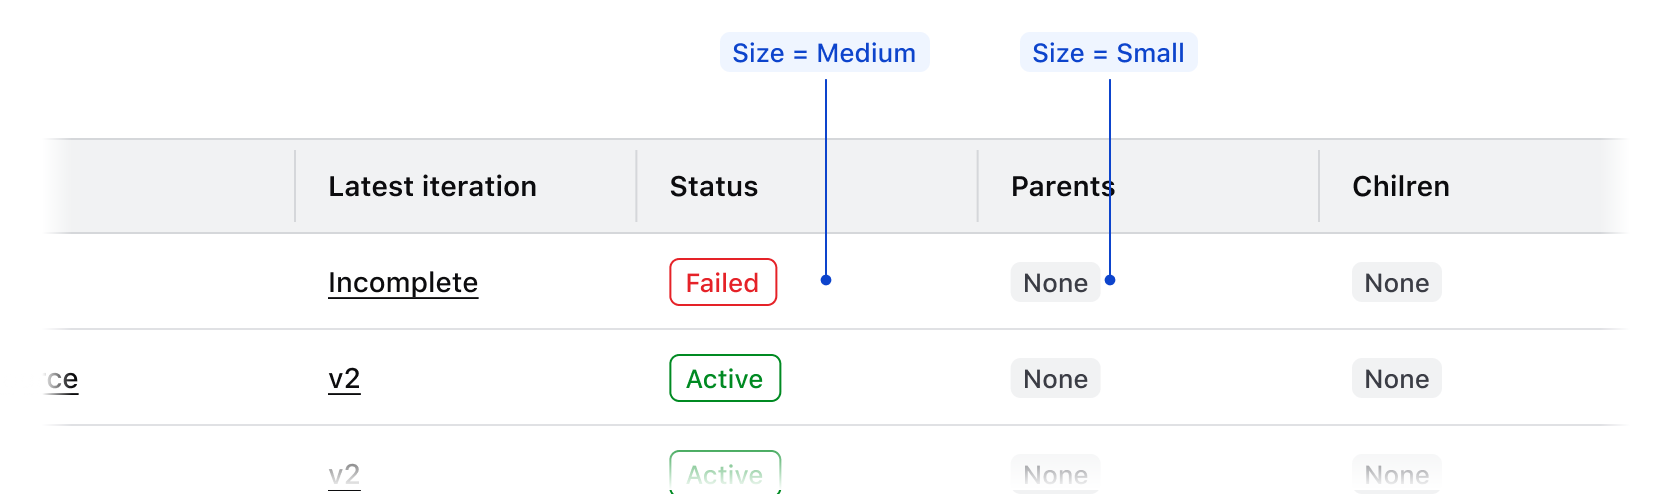 Size = Medium Size = Small
Latest iteration Status Parents Chilren
Incomplete Failed None None
ce v2 Active None None
v2 Active None None